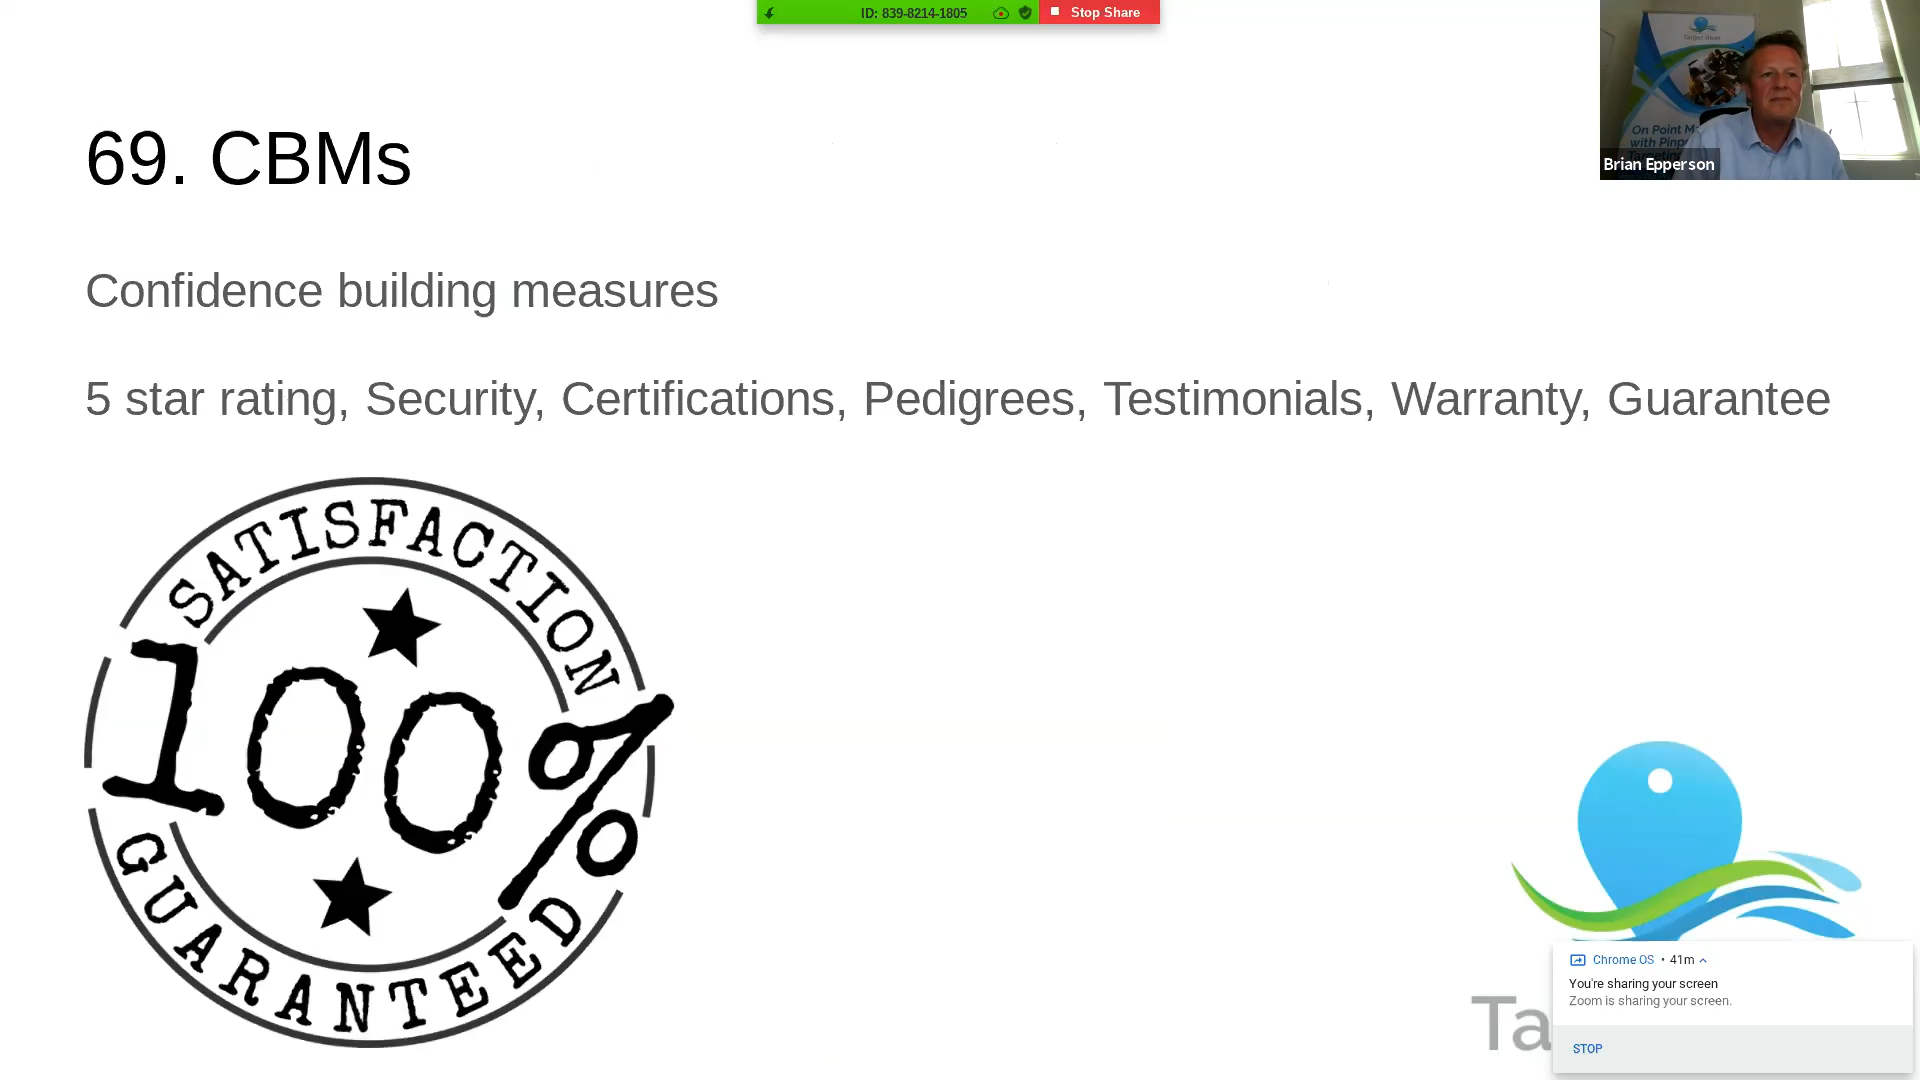 ID: 839-8214-1805
Stop Share
69. CBMs
Confidence building measures
5 star rating, Security, Certifications, Pedigrees, Testimonials, Warranty, Guarantee
SATISFACTION
100%
GUARANTEED
On Point
with
Brian Epperson
Ta
Chrome OS • 41m
You're sharing your screen
Zoom is sharing your screen.
STOP